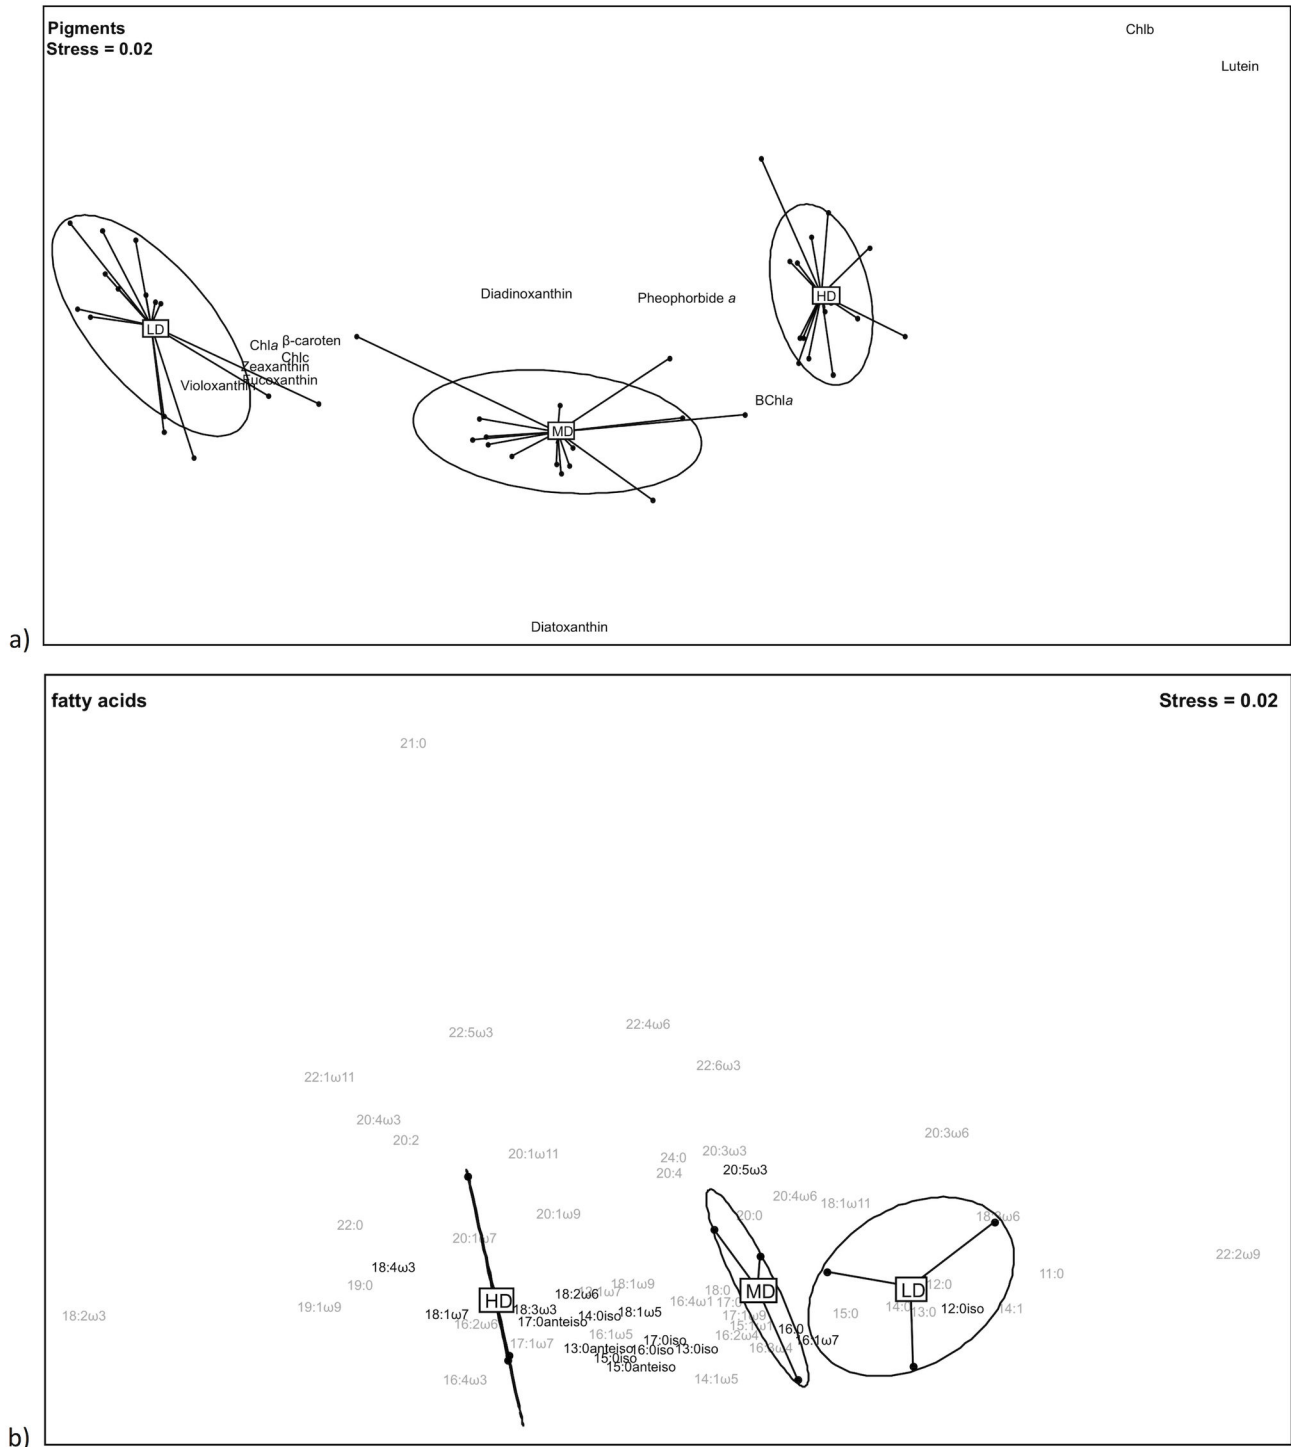 Pigments
Stress = 0.02
Chlb
Lutein
Diadinoxanthin
Pheophorbide a
HD
LD
Chla β-caroten
Chlc
Zeaxanthin
Fucoxanthin
Violoxanthin
BChla
MD
Diatoxanthin
a)
fatty acids
Stress = 0.02
21:0
22:4ω6
22:5ω3
22:6ω3
22:1ω11
20:4ω3
20:3ω6
20:2
20:1ω11
24:0
20:3ω3
20:4
20:5ω3
20:4ω6
18:1ω11
20:1ω9
20:0
22:0
20:1ω7
22:2ω9
18:4ω3
11:0
19:0
18:1ω9
12:0
18:2ω6
18:0
MD
LD
HD
16:4ω1
17:0
19:1ω9
18:3ω3
18:1ω5
14:0
12:0iso
14:1
18:2ω3
18:1ω7
14:0iso
17:1ω9
15:0
13:0
16:2ω6
17:0anteiso
15:1ω1
16:0
16:1ω5
16:2ω4
17:1ω7
17:0iso
16:1ω7
13:0anteiso
16:0iso
13:0iso
15:0iso
15:0anteiso
16:4ω3
14:1ω5
b)